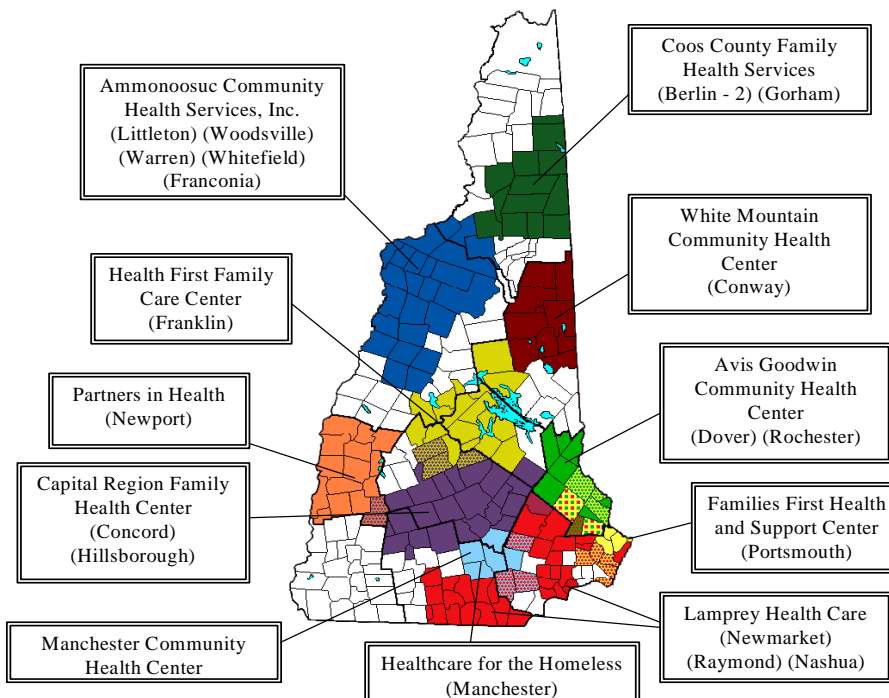 Coos County Family
Health Services
(Berlin - 2) (Gorham)
Ammonoosuc Community
Health Services, Inc.
(Littleton) (Woodsville)
(Warren) (Whitefield)
(Franconia)
White Mountain
Community Health
Center
(Conway)
Health First Family
Care Center
(Franklin)
Avis Goodwin
Community Health
Center
(Dover) (Rochester)
Partners in Health
(Newport)
Capital Region Family
Health Center
(Concord)
(Hillsborough)
Families First Health
and Support Center
(Portsmouth)
Lamprey Health Care
(Newmarket)
(Raymond) (Nashua)
Manchester Community
Health Center
Healthcare for the Homeless
(Manchester)